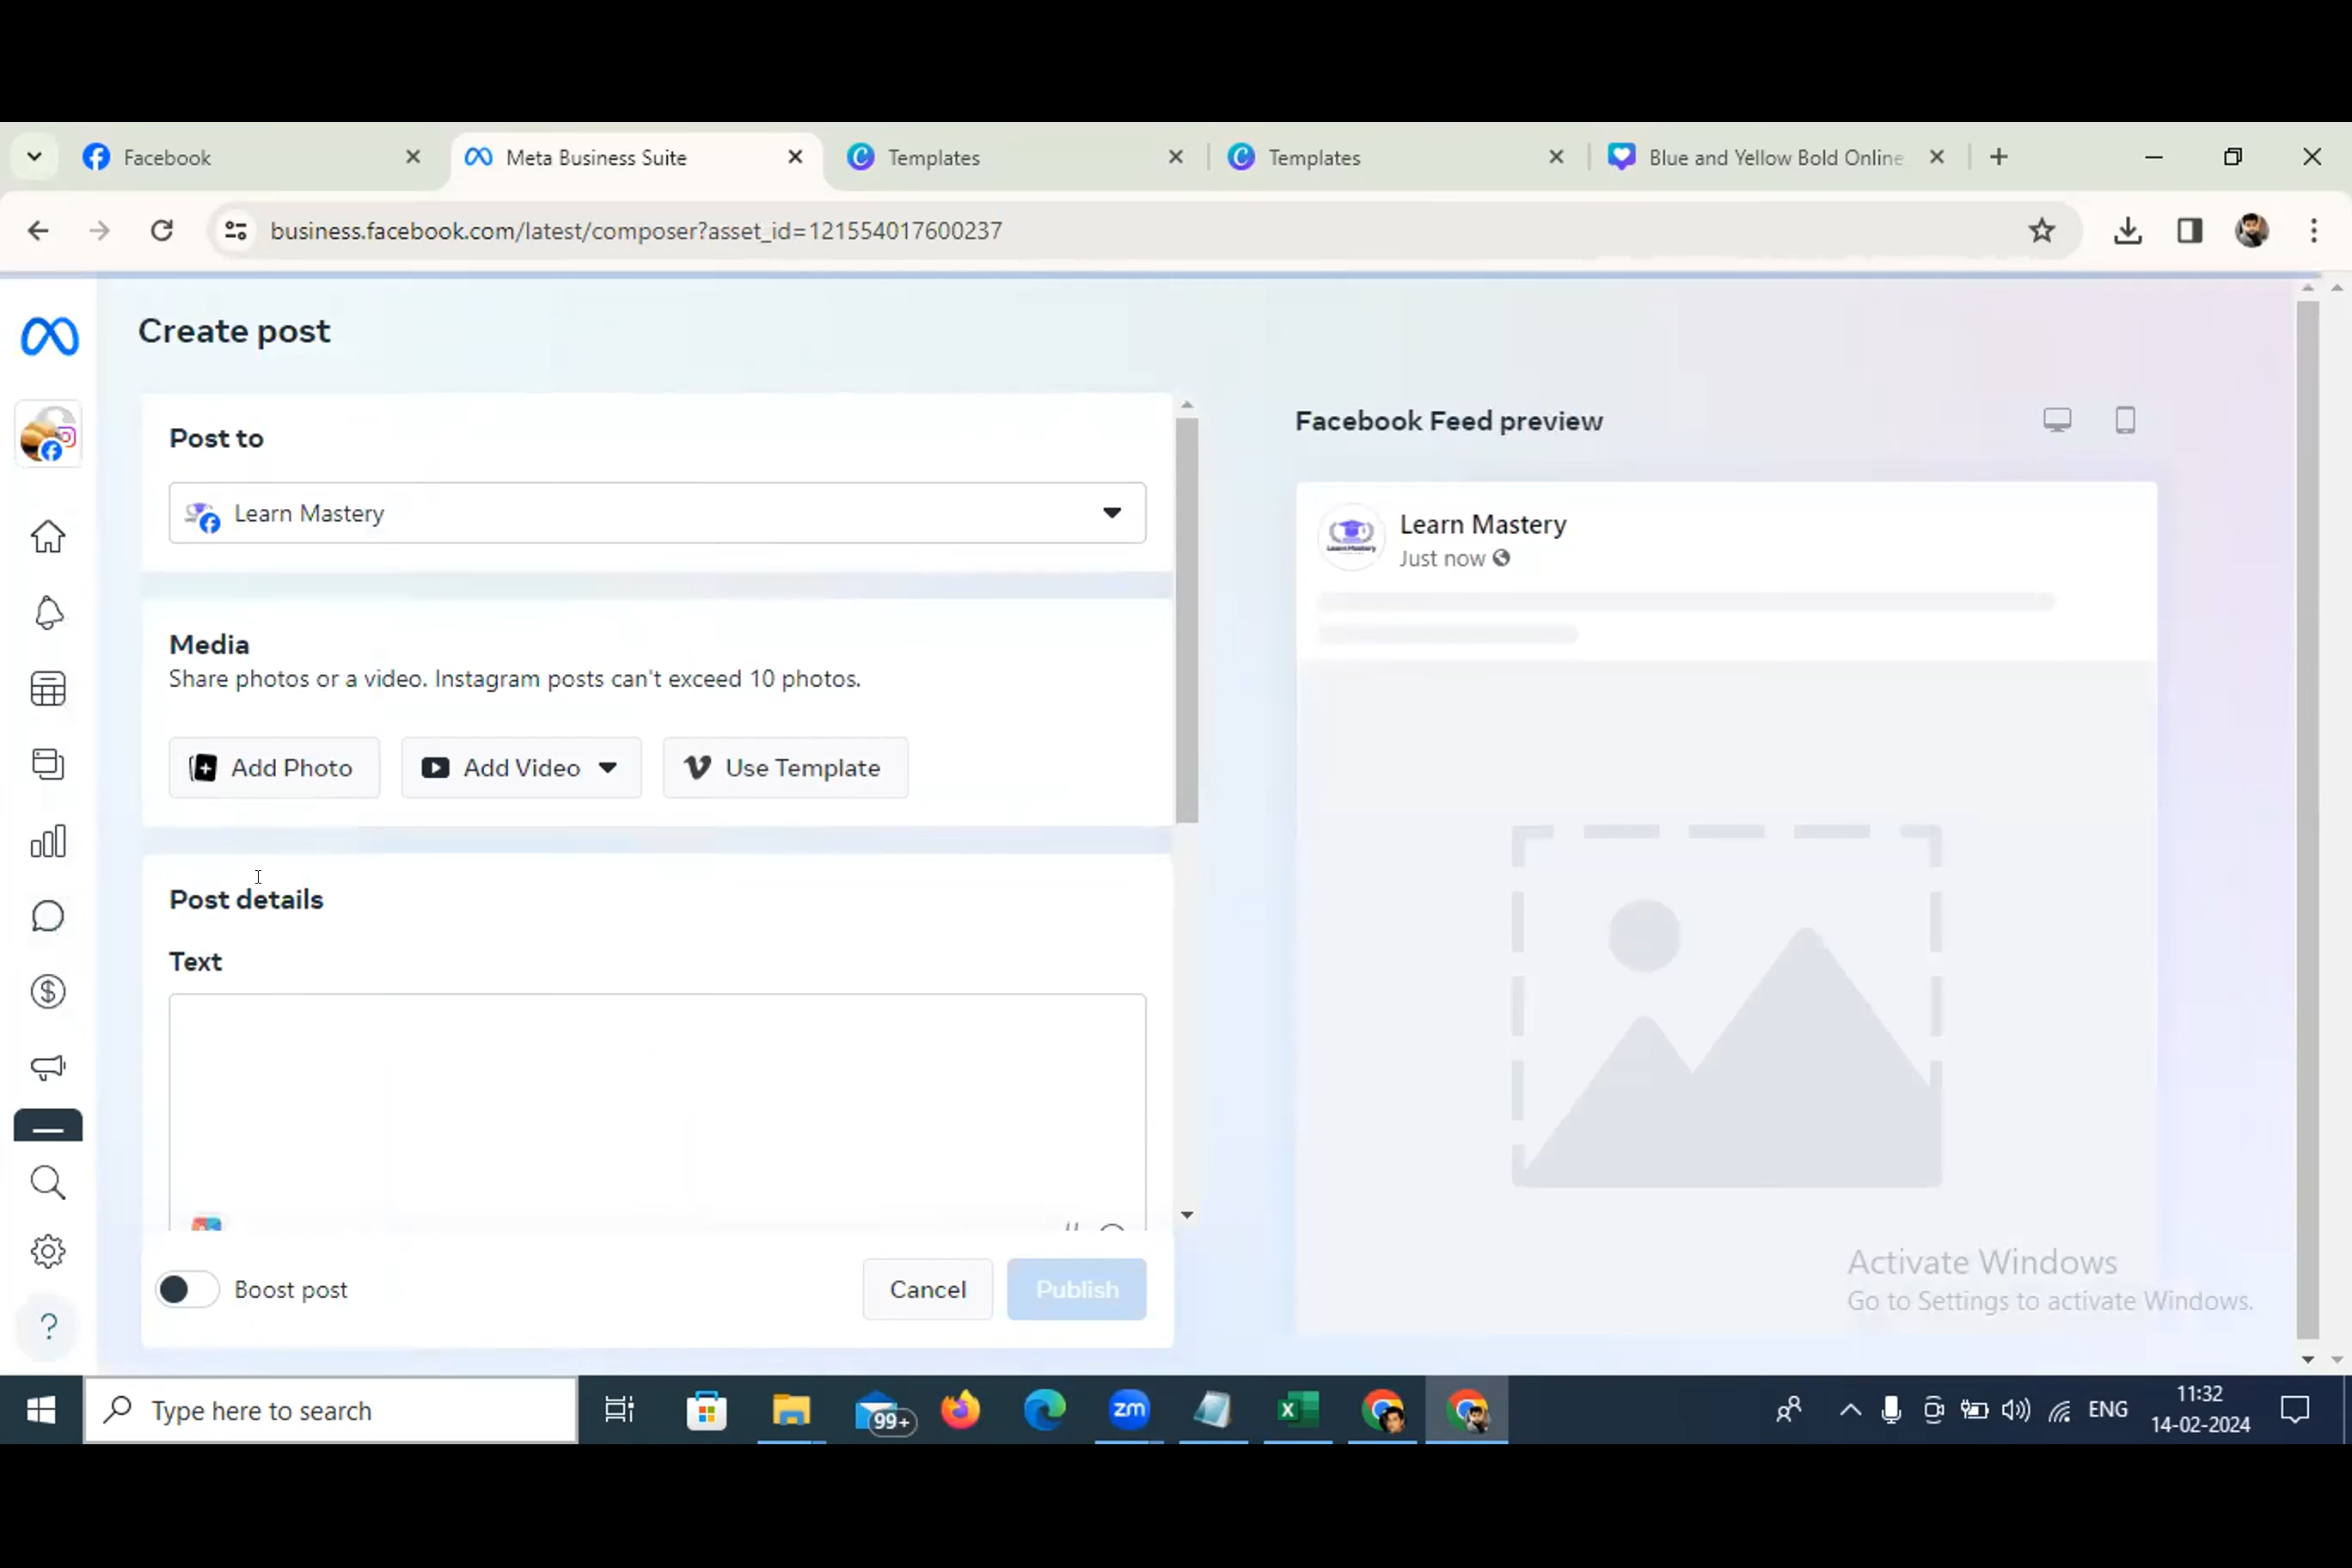 Facebook
Meta Business Suite
Templates
Templates
Blue and Yellow Bold Online
business.facebook.com/latest/composer?asset_id=121554017600237
Create post
Post to
Learn Mastery
Media
Share photos or a video. Instagram posts can't exceed 10 photos.
Add Photo
Add Video
Use Template
Post details
Text
Boost post
Cancel
Publish
Facebook Feed preview
Learn Mastery
Just now
Activate Windows
Go to Settings to activate Windows.
Type here to search
99+
zm
ENG
11:32
14-02-2024